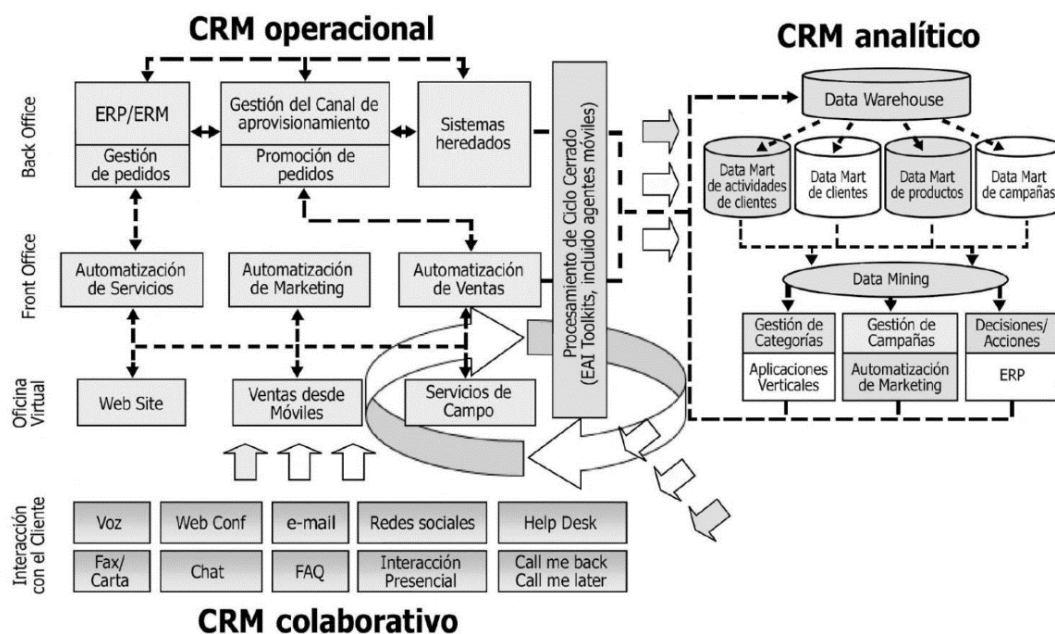 CRM operacional
CRM analítico
Back Office
ERP/ERM
Gestión
de pedidos
Gestión del Canal de
aprovisionamiento
Promoción de
pedidos
Sistemas
heredados
Front Office
Automatización
de Servicios
Automatización
de Marketing
Automatización
de Ventas
Oficina
Virtual
Web Site
Ventas desde
Móviles
Servicios de
Campo
Procesamiento de Ciclo Cerrado
(EAI Toolkits, incluido agentes móviles)
Data Warehouse
Data Mart
de actividades
de clientes
Data Mart
de clientes
Data Mart
de productos
Data Mart
de campañas
Data Mining
Gestión de
Categorías
Aplicaciones
Verticales
Gestión de
Campañas
Automatización
de Marketing
Decisiones/
Acciones
ERP
Interacción
con el Cliente
Voz
Web Conf
e-mail
Redes sociales
Help Desk
Fax/
Carta
Chat
FAQ
Interacción
Presencial
Call me back
Call me later
CRM colaborativo